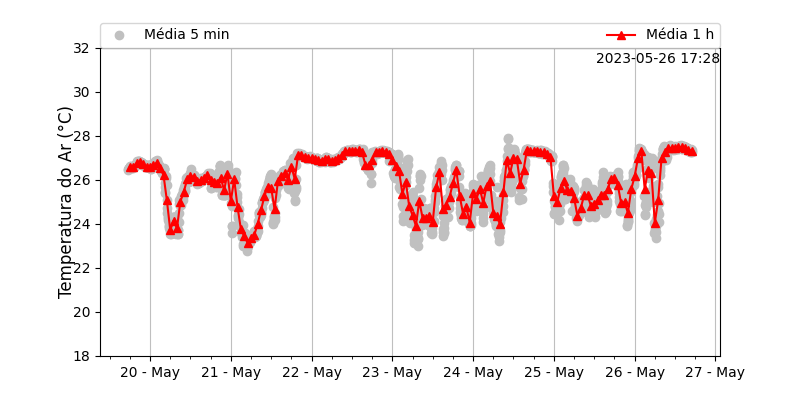 Média 5 min
Média 1 h
2023-05-26 17:28
Temperatura do Ar (°C)
32
30
28
26
24
22
20
18
20 - May
21 - May
22 - May
23 - May
24 - May
25 - May
26 - May
27 - May